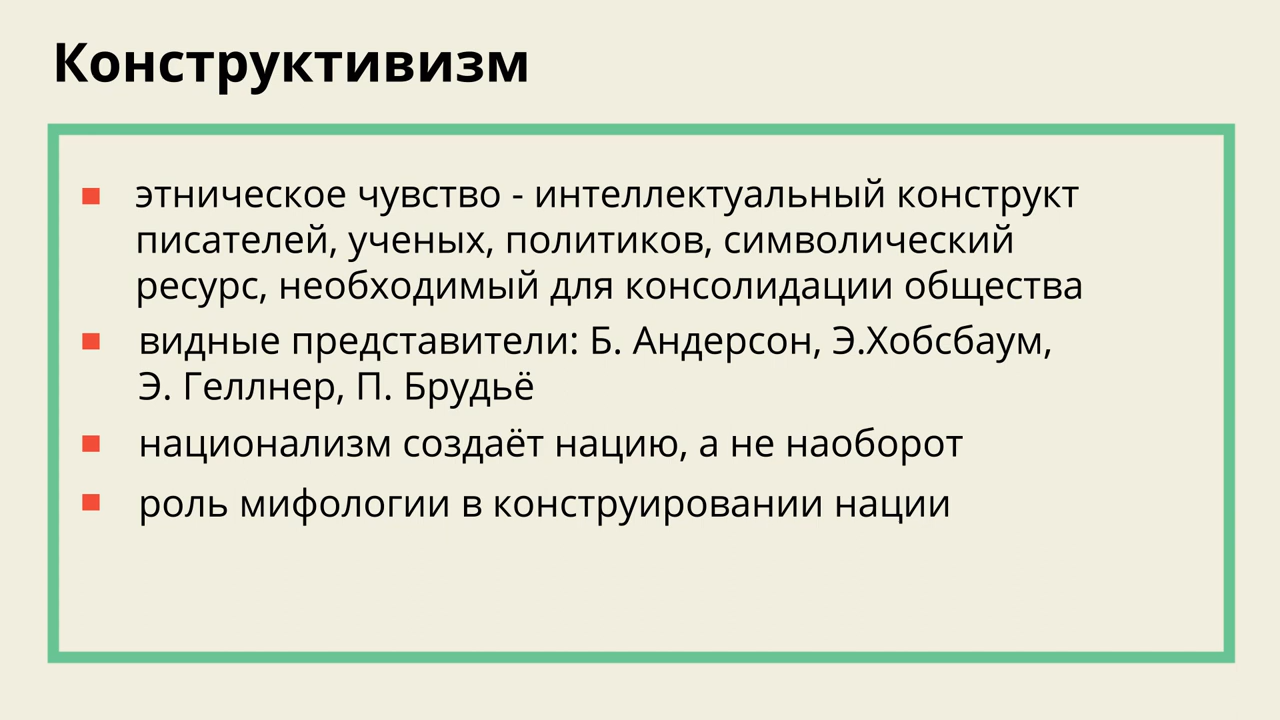 Конструктивизм
этническое чувство - интеллектуальный конструкт
писателей, ученых, политиков, символический
ресурс, необходимый для консолидации общества
видные представители: Б. Андерсон, Э.Хобсбаум,
Э. Геллнер, П. Брудьё
национализм создаёт нацию, а не наоборот
роль мифологии в конструировании нации